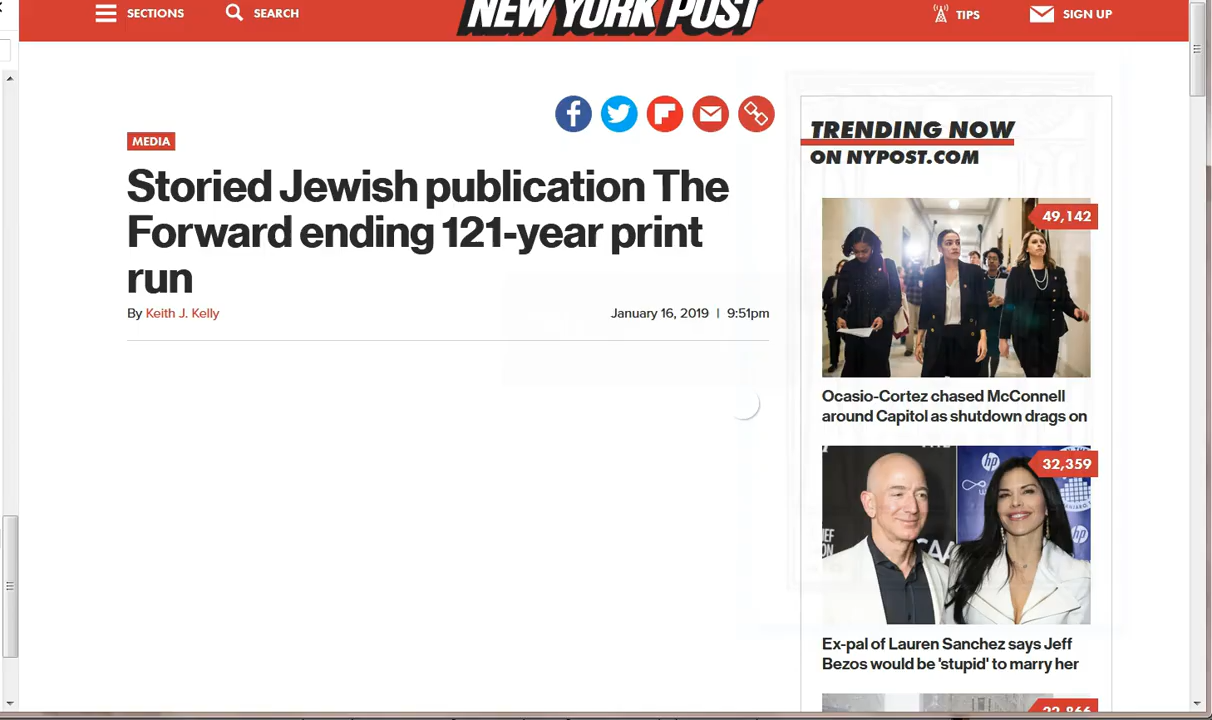 SECTIONS
SEARCH
NEW YORK POST
TIPS
SIGN UP
MEDIA
Storied Jewish publication The
Forward ending 121-year print
run
By Keith J. Kelly
January 16, 2019 | 9:51pm
TRENDING NOW
ON NYPOST.COM
49,142
Ocasio-Cortez chased McConnell
around Capitol as shutdown drags on
hp
hp
32,359
Ex-pal of Lauren Sanchez says Jeff
Bezos would be 'stupid' to marry her